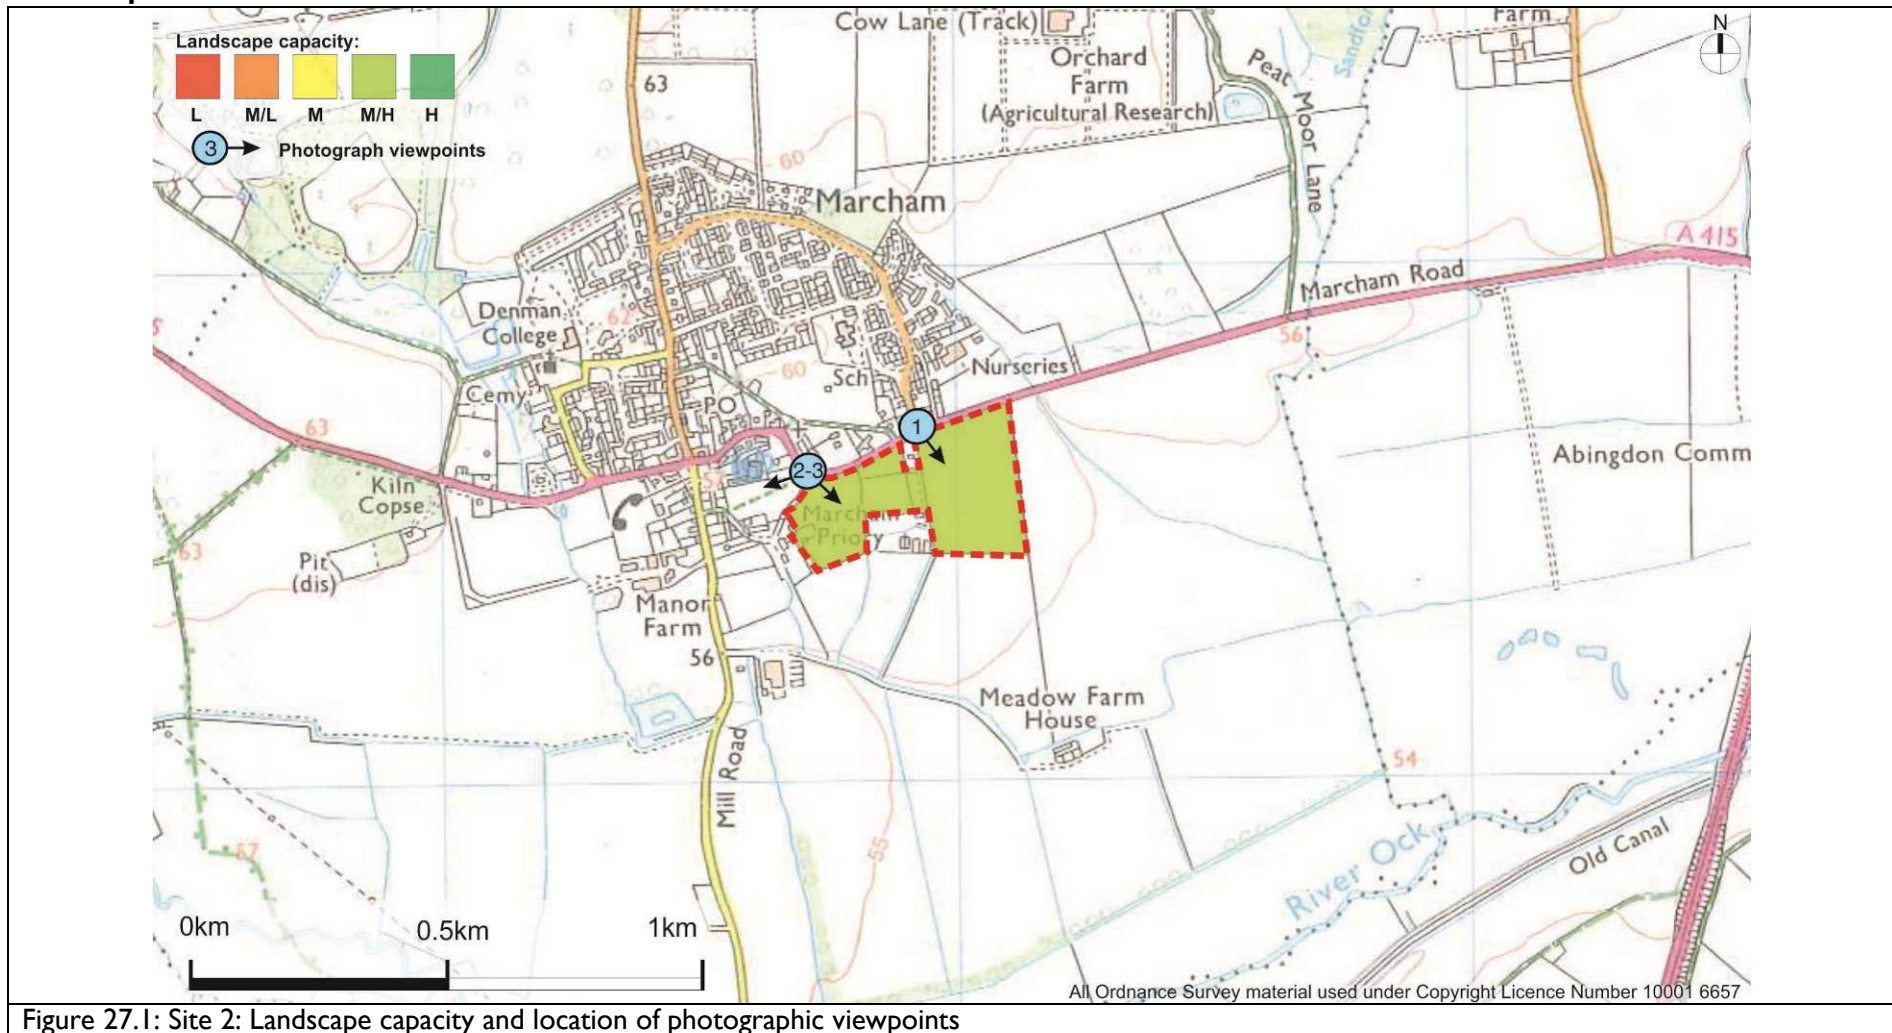 Landscape capacity:
L M/L M M/H H
3 Photograph viewpoints
Cow Lane (Track)
Orchard
Farm
(Agricultural Research)
Peat Moor Lane
Farm
N
63
60
Marcham
A 415
Marcham Road
56
Denman
College
62
60
Sch
Nurseries
Cemy
PO
63
1
2-3
57
Kiln
Copse
Marcham
Priory
Abingdon Comm
63
Pit
(dis)
Manor
Farm
56
Meadow Farm
House
Mill Road
54
57
55
River Ock
Old Canal
0km 0.5km 1km
All Ordnance Survey material used under Copyright Licence Number 10001 6657
Figure 27.1: Site 2: Landscape capacity and location of photographic viewpoints